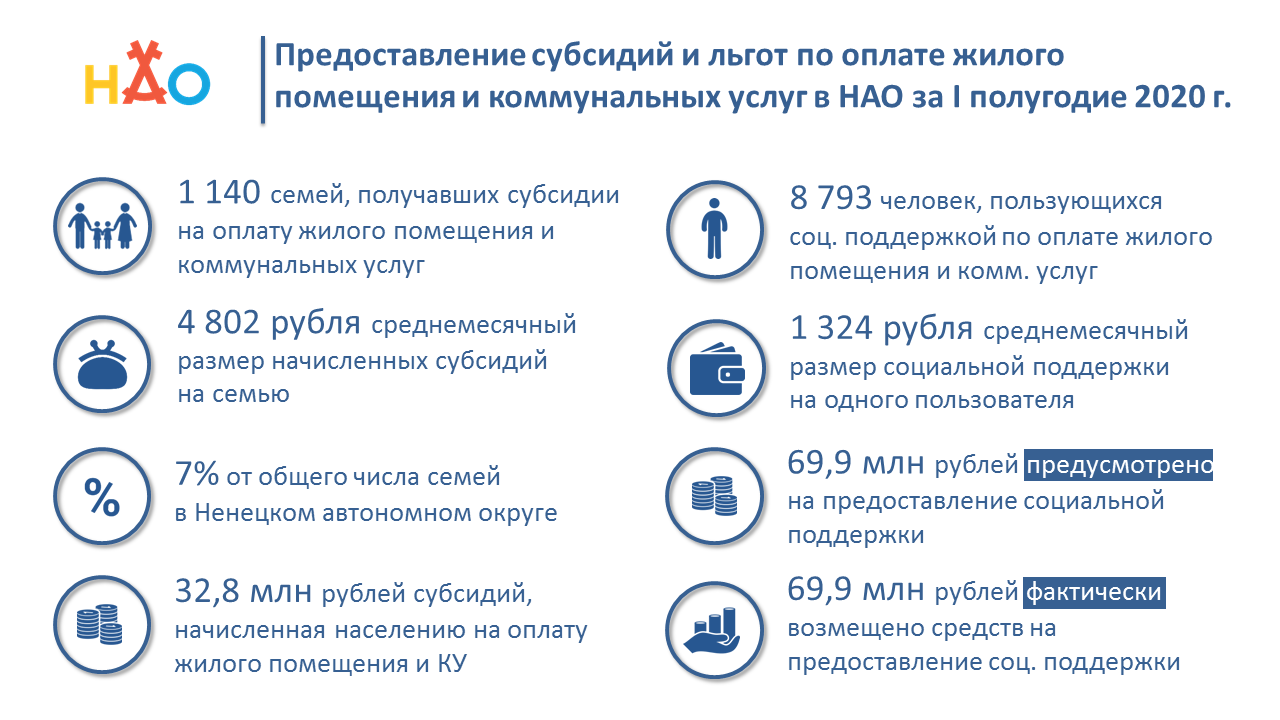 НАО
Предоставление субсидий и льгот по оплате жилого
помещения и коммунальных услуг в НАО за I полугодие 2020 г.
1 140 семей, получавших субсидии
на оплату жилого помещения и
коммунальных услуг
4 802 рубля среднемесячный
размер начисленных субсидий
на семью
%
7% от общего числа семей
в Ненецком автономном округе
32,8 млн рублей субсидий,
начисленная населению на оплату
жилого помещения и КУ
8 793 человек, пользующихся
соц. поддержкой по оплате жилого
помещения и комм. услуг
1 324 рубля среднемесячный
размер социальной поддержки
на одного пользователя
69,9 млн рублей предусмотрено
на предоставление социальной
поддержки
69,9 млн рублей фактически
возмещено средств на
предоставление соц. поддержки